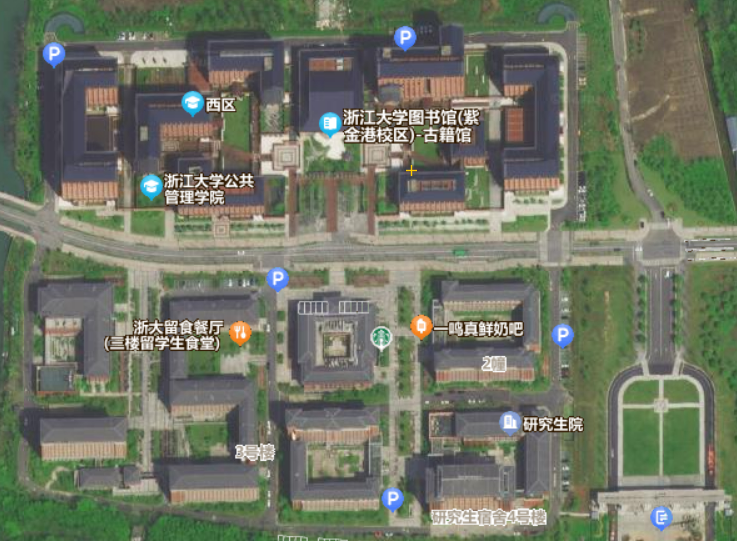 P
P
西区
浙江大学图书馆(紫
金港校区)-古籍馆
浙江大学公共
管理学院
P
浙大留食餐厅
(三楼留学生食堂)
一鸣真鲜奶吧
P
2幢
研究生院
3号楼
P
研究生宿舍4号楼